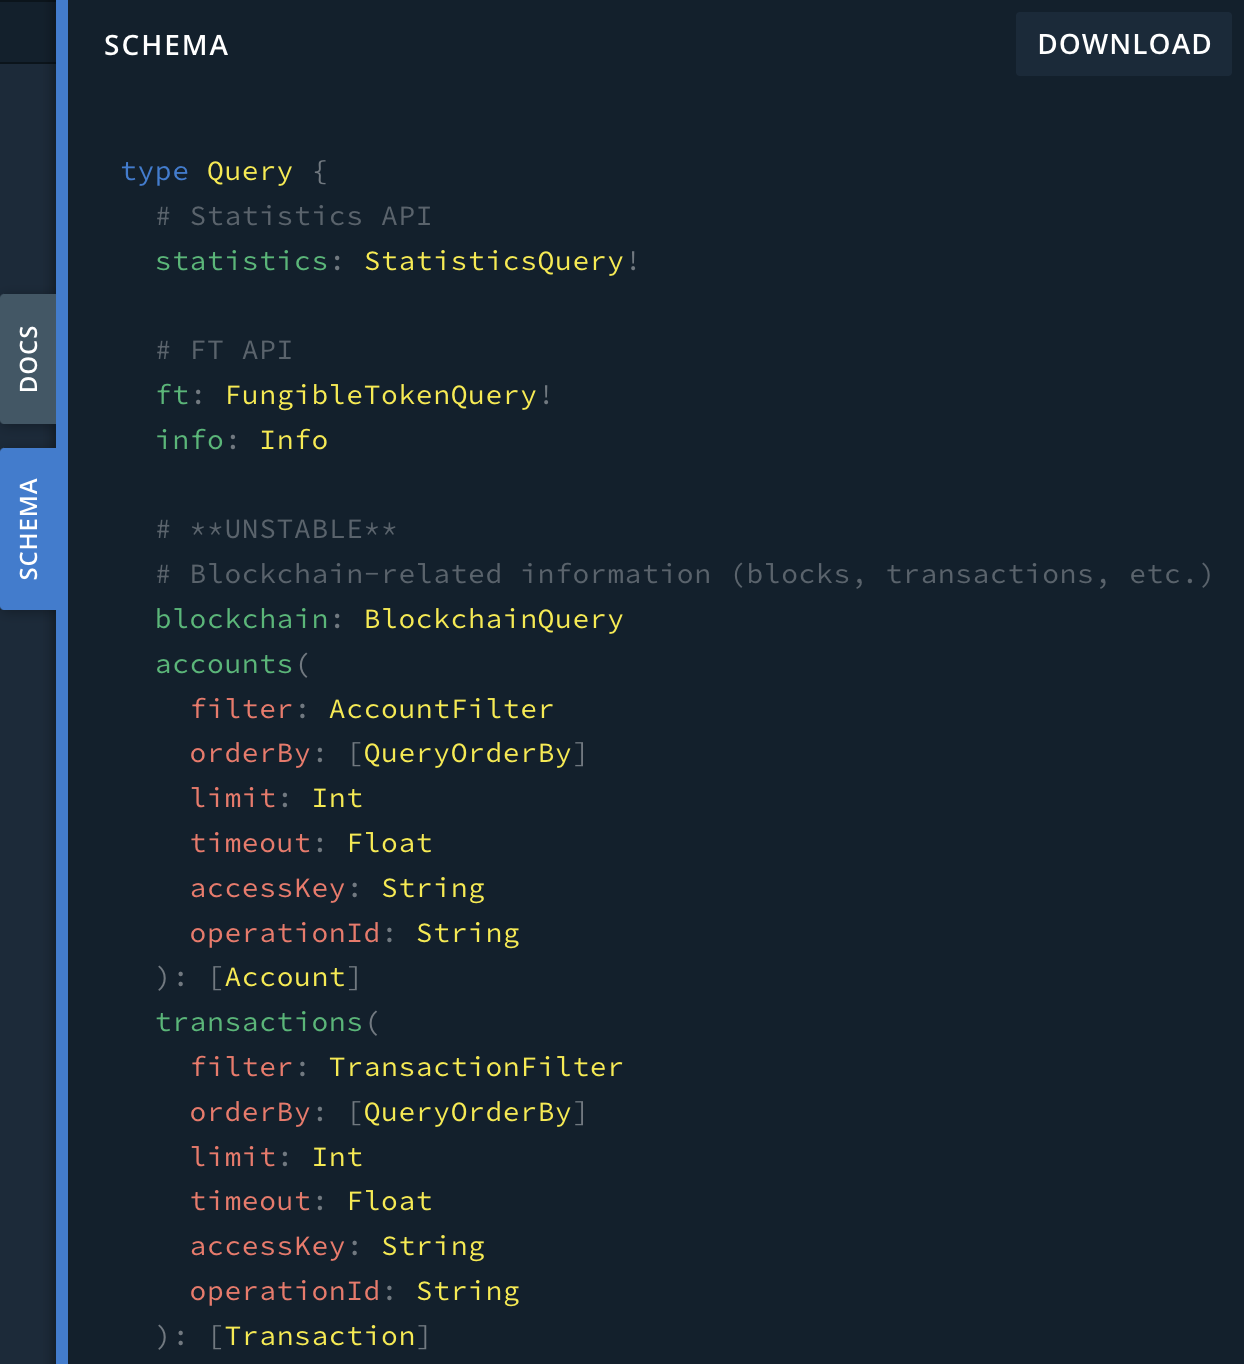 SCHEMA
DOWNLOAD
type Query {
# Statistics API
statistics: StatisticsQuery!
# FT API
ft: FungibleTokenQuery!
info: Info
# **UNSTABLE**
# Blockchain-related information (blocks, transactions, etc.)
blockchain: BlockchainQuery
accounts(
filter: AccountFilter
orderBy: [QueryOrderBy]
limit: Int
timeout: Float
accessKey: String
operationId: String
): [Account]
transactions(
filter: TransactionFilter
orderBy: [QueryOrderBy]
limit: Int
timeout: Float
accessKey: String
operationId: String
): [Transaction]
DOCS
SCHEMA